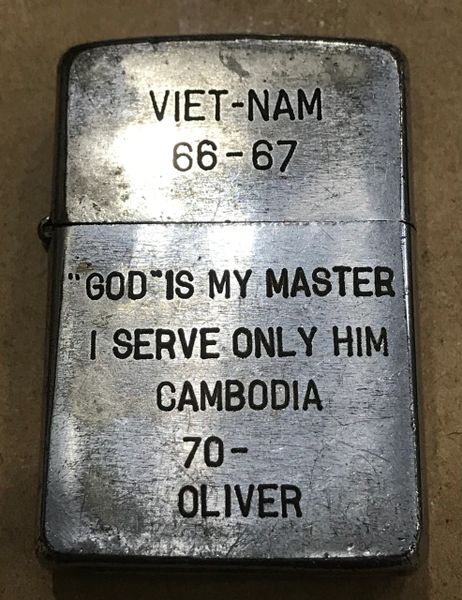 VIET-NAM
66-67
"GOD" IS MY MASTER
I SERVE ONLY HIM
CAMBODIA
70-
OLIVER